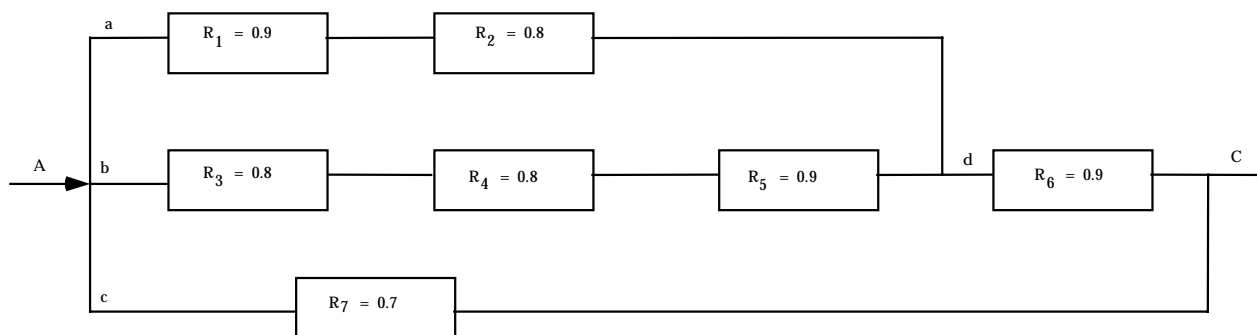 a
R1 = 0.9
R2 = 0.8
A
b
R3 = 0.8
R4 = 0.8
R5 = 0.9
d
R6 = 0.9
C
c
R7 = 0.7